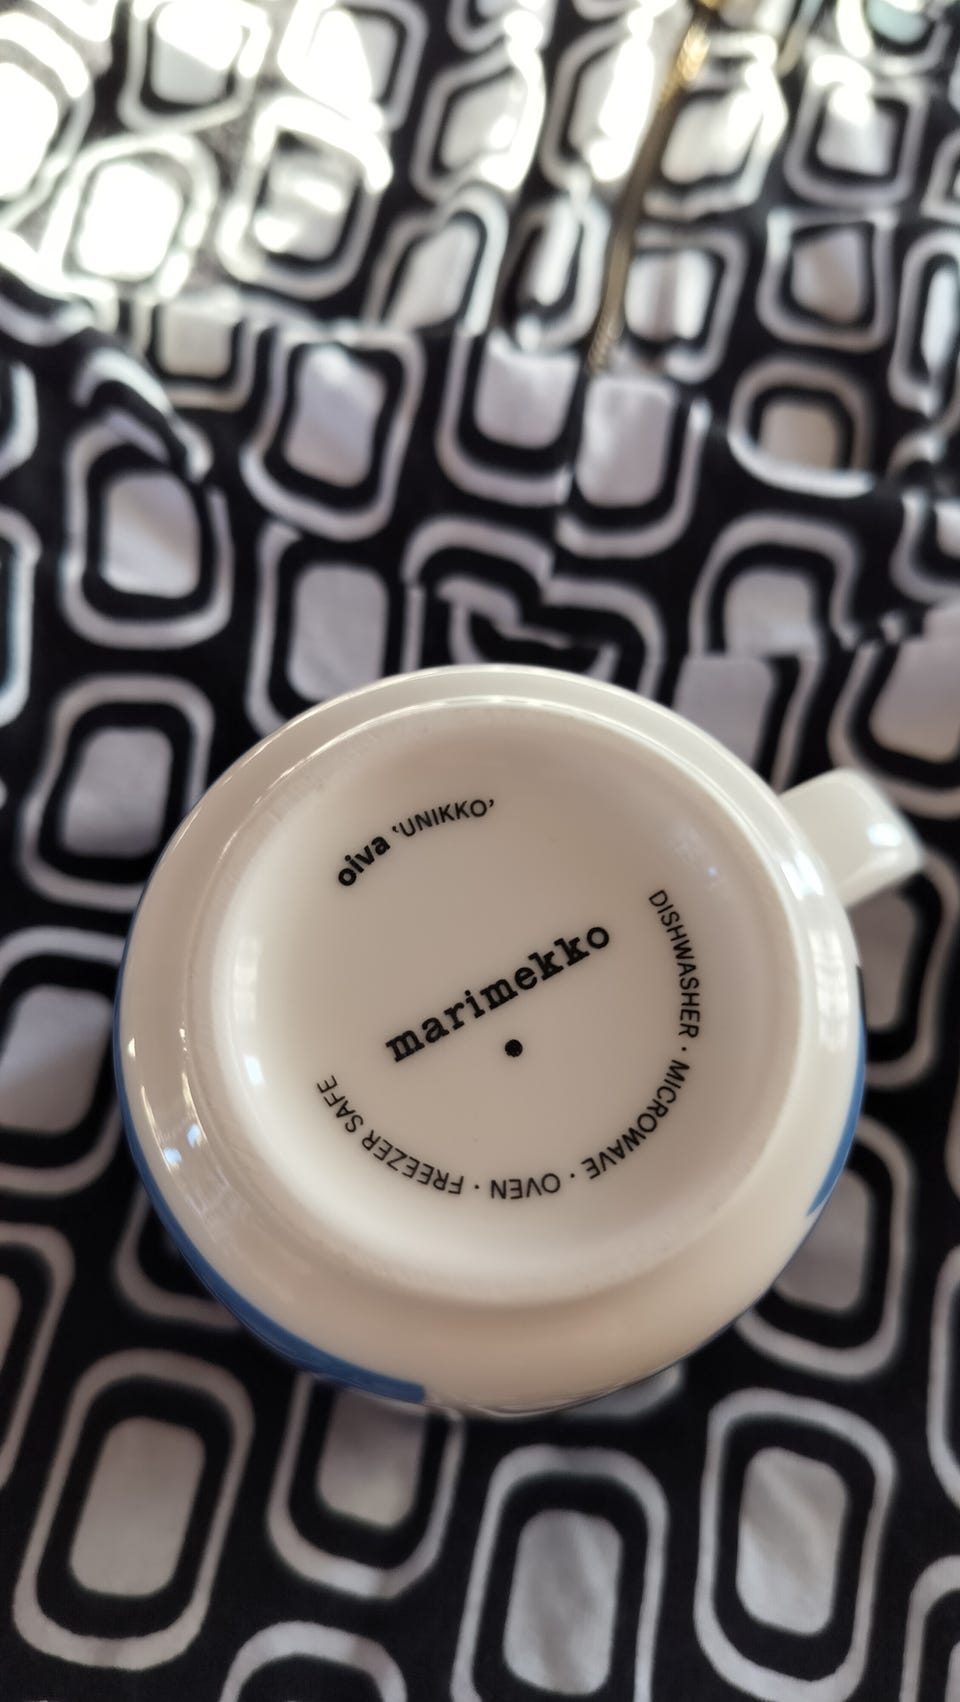 oiva ‘UNIKKO’
marimekko
DISHWASHER · MICROWAVE · OVEN · FREEZER SAFE